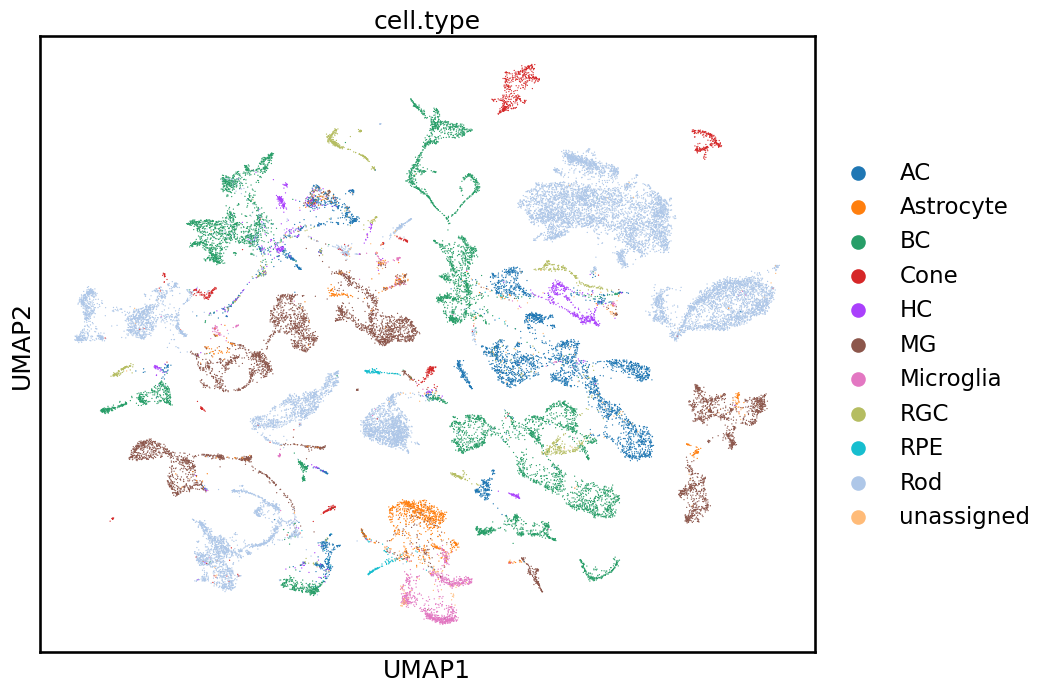 cell.type
UMAP2
UMAP1
AC
Astrocyte
BC
Cone
HC
MG
Microglia
RGC
RPE
Rod
unassigned